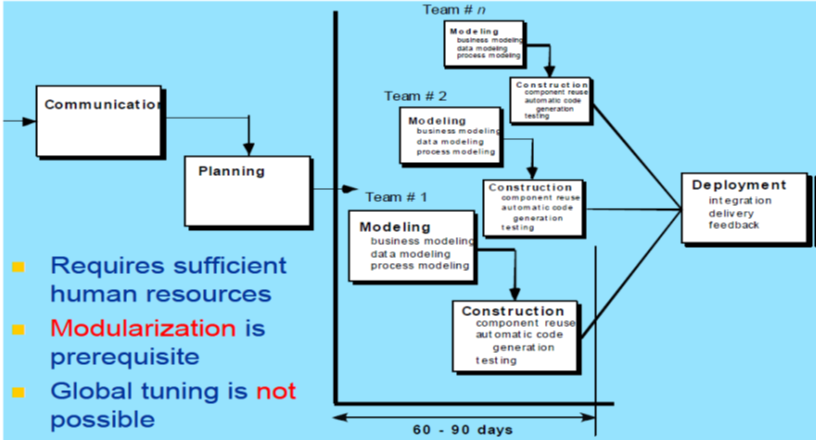 Team # n
Modeling
business modeling
data modeling
process modeling
Construction
component reuse
automatic code
generation
testing
Team # 2
Modeling
business modeling
data modeling
process modeling
Construction
component reuse
automatic code
generation
testing
Team # 1
Modeling
business modeling
data modeling
process modeling
Construction
component reuse
automatic code
generation
testing
Communication
Planning
Deployment
integration
delivery
feedback
Requires sufficient
human resources
Modularization is
prerequisite
Global tuning is not
possible
60 - 90 days